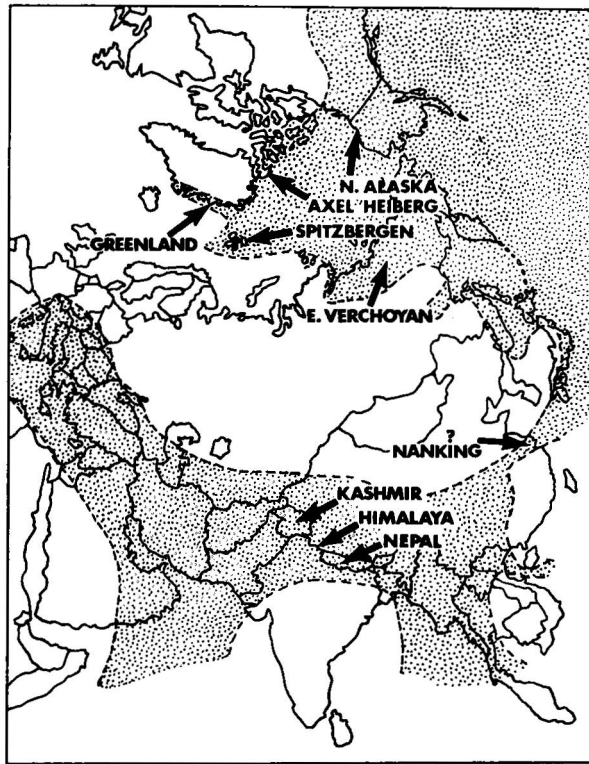 N. ALASKA
AXEL HEIBERG
GREENLAND
SPITZBERGEN
E. VERCHOYAN
?
NANKING
KASHMIR
HIMALAYA
NEPAL